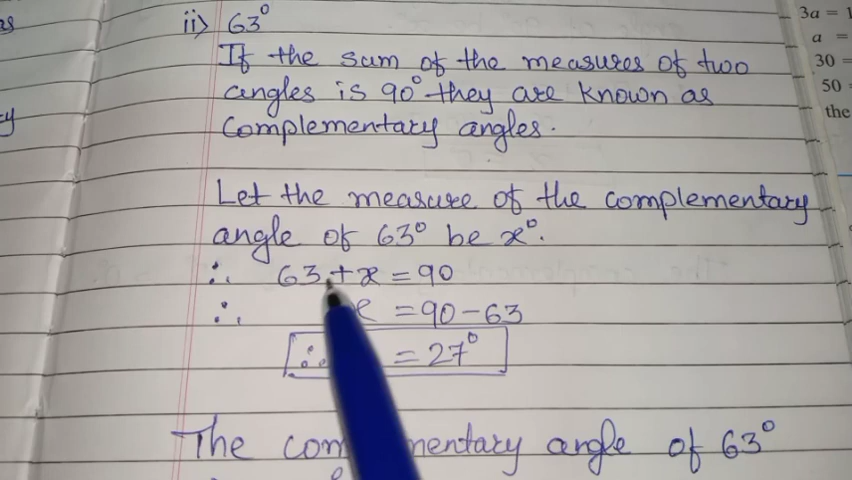 ii) 63°
If the sum of the measures of two
angles is 90° they are known as
Complementary angles.
Let the measure of the complementary
angle of 63° be x°.
∴ 63 + x = 90
∴ = 90 - 63
∴ = 27°
The mentary angle of 63°
3a =
a =
30 =
50
the